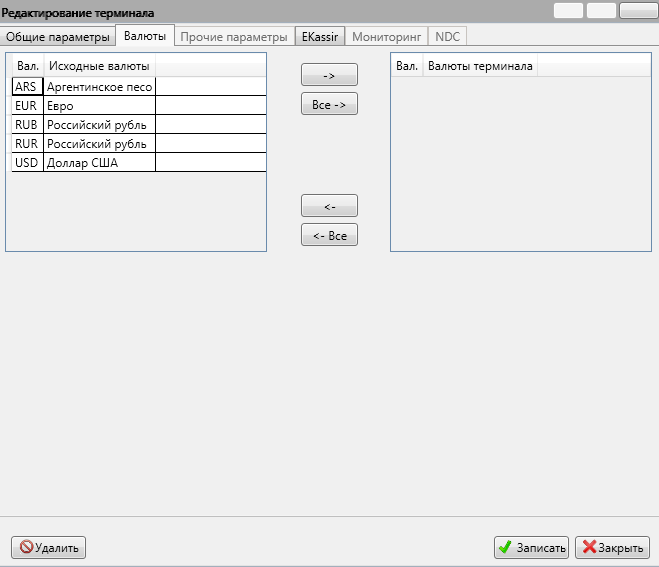 Редактирование терминала
Общие параметры Валюты Прочие параметры EKassir Мониторинг NDC
Вал. Исходные валюты
ARS Аргентинское песо
EUR Евро
RUB Российский рубль
RUR Российский рубль
USD Доллар США
->
Все ->
<-
<- Все
Вал. Валюты терминала
Удалить Записать Закрыть